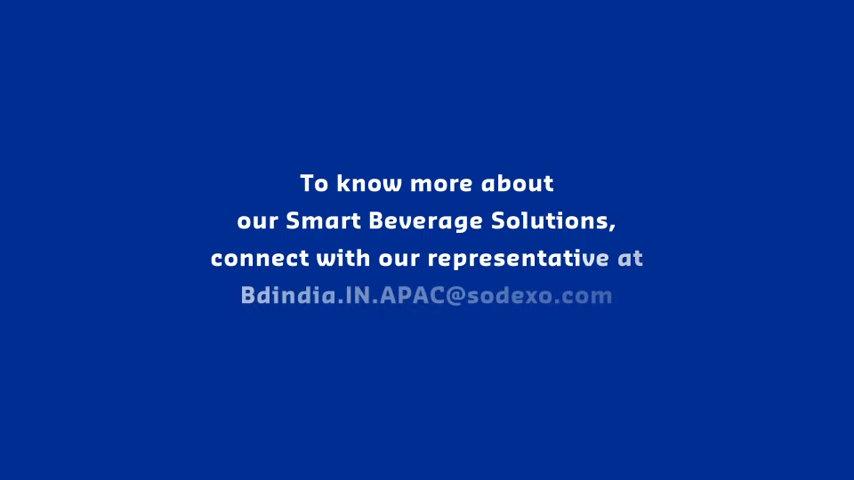 To know more about
our Smart Beverage Solutions,
connect with our representative at
Bdindia.IN.APAC@sodexo.com